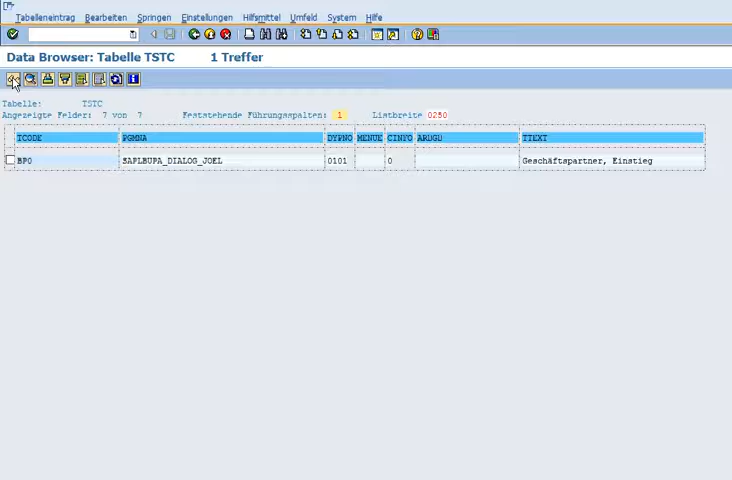 Tabelleneintrag Bearbeiten Springen Einstellungen Hilfsmittel Umfeld System Hilfe
Data Browser: Tabelle TSTC 1 Treffer
Tabelle: TSTC
Angezeigte Felder: 7 von 7 Feststehende Führungsspalten: 1 Listbreite 0250
TCODE PGMNA DYPNO MENUE CINFO ARBGB TTEXT
BP0 SAPLBUPA_DIALOG_JOEL 0101 0 Geschäftspartner, Einstieg